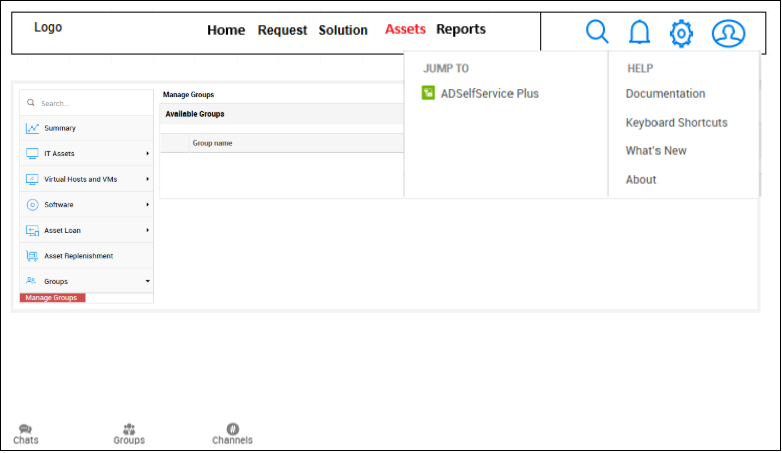 Logo
Home Request Solution Assets Reports
JUMP TO
ADSelfService Plus
HELP
Documentation
Keyboard Shortcuts
What's New
About
Search...
Summary
IT Assets
Virtual Hosts and VMs
Software
Asset Loan
Asset Replenishment
Groups
Manage Groups
Manage Groups
Available Groups
Group name
Chats
Groups
Channels